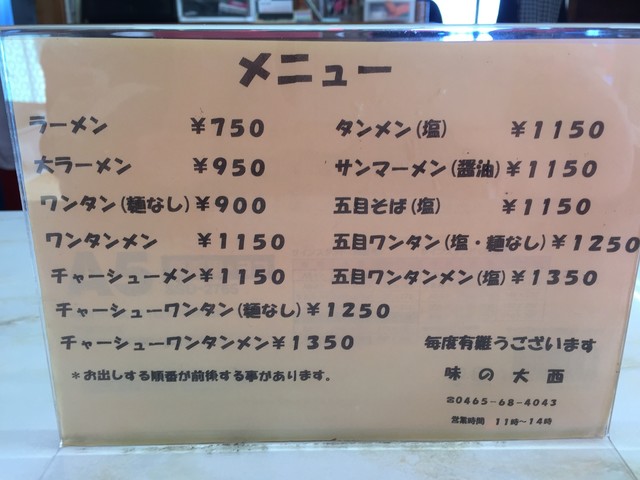 メニュー
ラーメン ￥750
大ラーメン ￥950
ワンタン(麺なし)￥900
ワンタンメン ￥1150
チャーシューメン￥1150
チャーシューワンタン(麺なし)￥1250
チャーシューワンタンメン￥1350
＊お出しする順番が前後する事があります。
タンメン(塩) ￥1150
サンマーメン(醤油)￥1150
五目そば(塩) ￥1150
五目ワンタン(塩・麺なし)￥1250
五目ワンタンメン(塩)￥1350
毎度有難うございます
味の大西
☎0465-68-4043
営業時間 11時〜14時